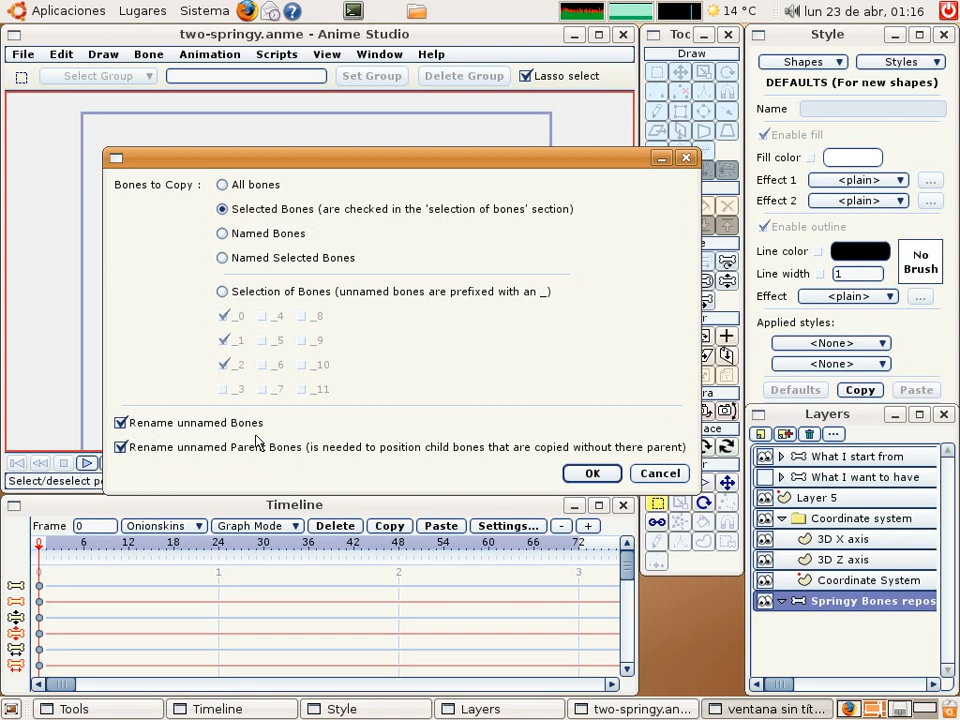 Aplicaciones Lugares Sistema 14 °C lun 23 de abr, 01:16
two-springy.anme - Anime Studio
File Edit Draw Bone Animation Scripts View Window Help
Select Group Set Group Delete Group Lasso select
Bones to Copy :
All bones
Selected Bones (are checked in the 'selection of bones' section)
Named Bones
Named Selected Bones
Selection of Bones (unnamed bones are prefixed with an _)
_0 _4 _8
_1 _5 _9
_2 _6 _10
_3 _7 _11
Rename unnamed Bones
Rename unnamed Parent Bones (is needed to position child bones that are copied without there parent)
OK Cancel
Select/deselect
Draw
Style
Shapes Styles
DEFAULTS (For new shapes)
Name
Enable fill
Fill color
Effect 1 <plain> ...
Effect 2 <plain> ...
Enable outline
Line color
No
Brush
Line width 1
Effect <plain> ...
Applied styles:
<None>
<None>
Defaults Copy Paste
Layers
What I start from
What I want to have
Layer 5
Coordinate system
3D X axis
3D Z axis
Coordinate System
Springy Bones repos
Timeline
Frame 0 Onionskins Graph Mode Delete Copy Paste Settings... - +
0 6 12 18 24 30 36 42 48 54 60 66 72
0 1 2 3
Tools Timeline Style Layers two-springy.an... ventana sin tít...